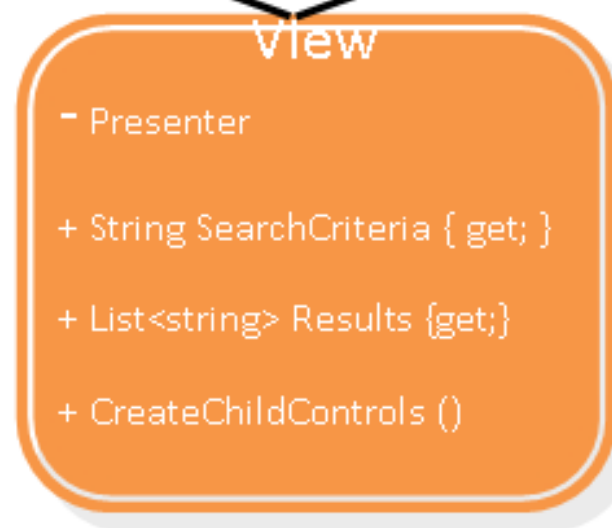 View
- Presenter
+ String SearchCriteria { get; }
+ List<string> Results {get;}
+ CreateChildControls ()